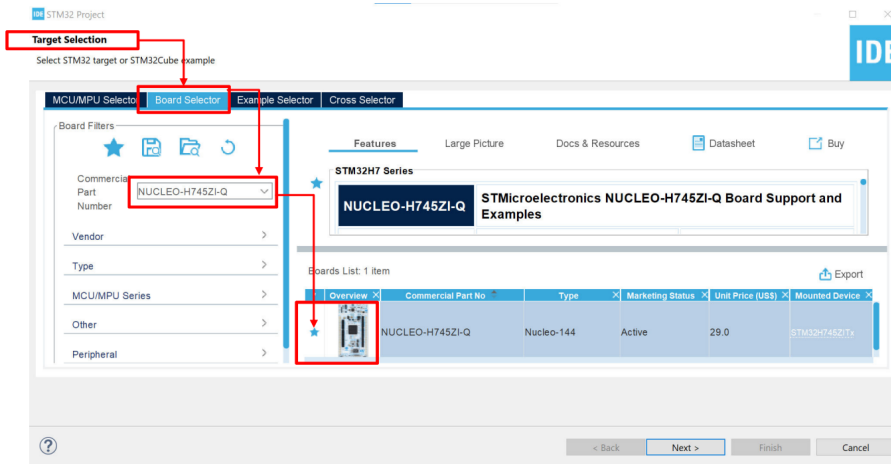 IDE STM32 Project
Target Selection
Select STM32 target or STM32Cube example
IDE
MCU/MPU Selector Board Selector Example Selector Cross Selector
Board Filters
Commercial
Part
Number
NUCLEO-H745ZI-Q
Vendor
Type
MCU/MPU Series
Other
Peripheral
Features Large Picture Docs & Resources Datasheet Buy
STM32H7 Series
NUCLEO-H745ZI-Q
STMicroelectronics NUCLEO-H745ZI-Q Board Support and
Examples
Boards List: 1 item
Export
Overview Commercial Part No Type Marketing Status Unit Price (US$) Mounted Device
NUCLEO-H745ZI-Q Nucleo-144 Active 29.0 STM32H745ZITx
? < Back Next > Finish Cancel